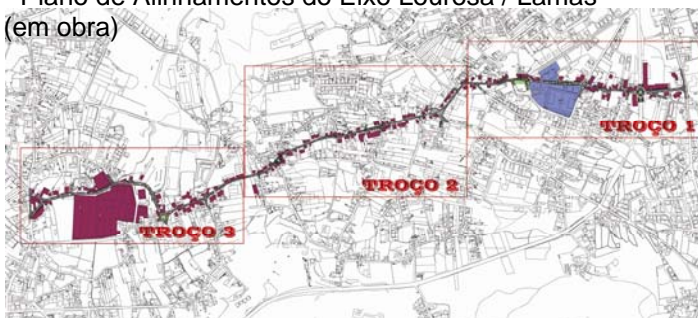 Plano de Alinhamentos do Eixo Lourosa / Lamas
(em obra)
TROÇO 1
TROÇO 2
TROÇO 3